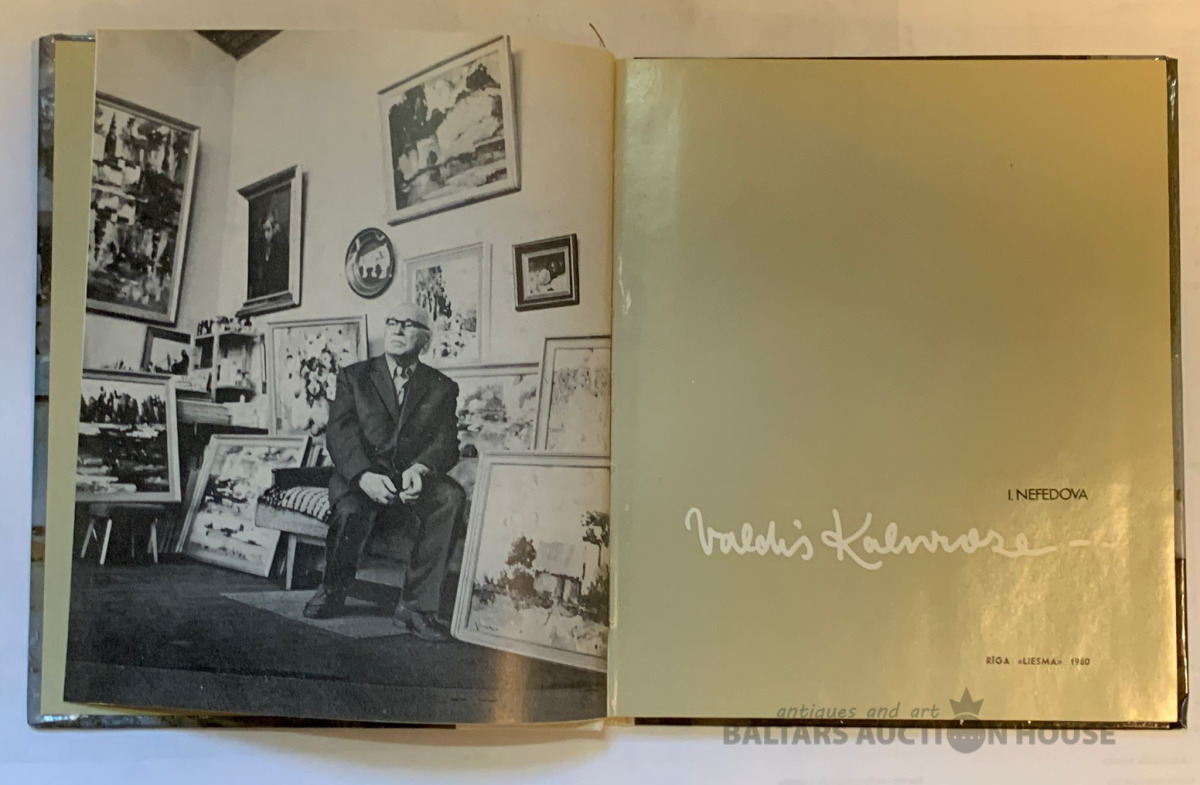 I. NEFEDOVA
Valdis Kalnroze
RĪGA «LIESMA» 1980
antiques and art
BALTARS AUCTION HOUSE